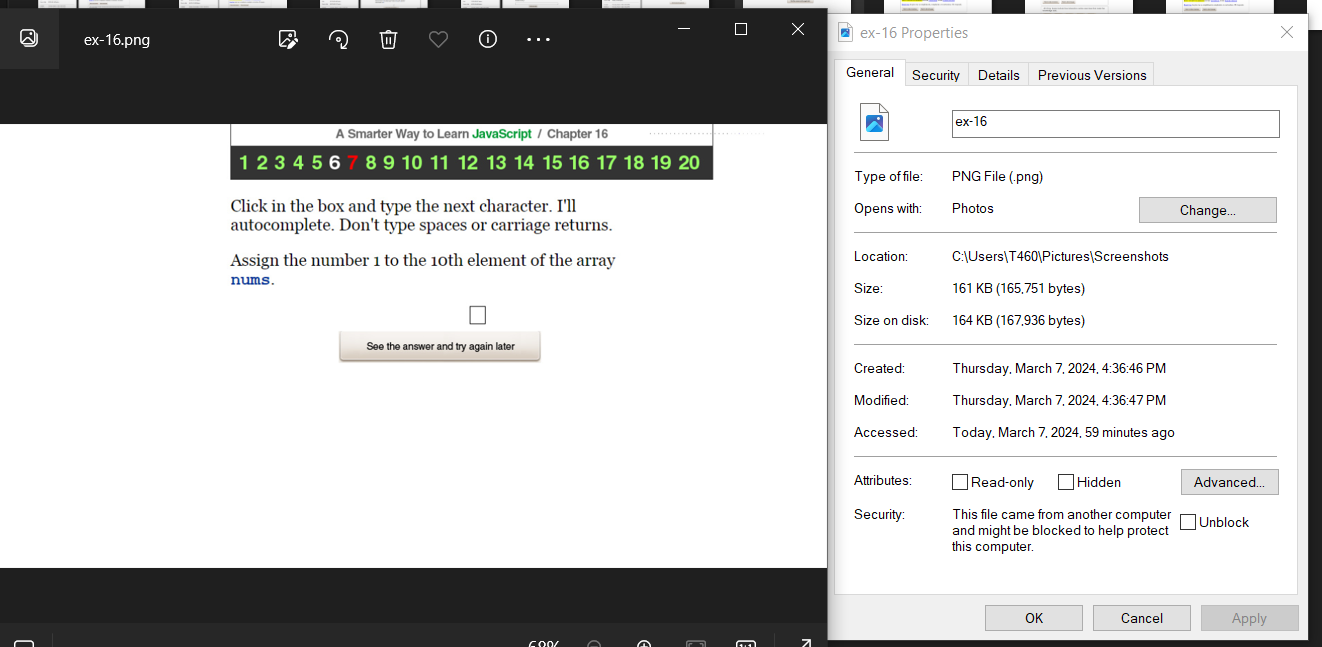 ex-16.png
A Smarter Way to Learn JavaScript / Chapter 16
1 2 3 4 5 6 7 8 9 10 11 12 13 14 15 16 17 18 19 20
Click in the box and type the next character. I'll
autocomplete. Don't type spaces or carriage returns.
Assign the number 1 to the 10th element of the array
nums.
See the answer and try again later
ex-16 Properties
General Security Details Previous Versions
ex-16
Type of file: PNG File (.png)
Opens with: Photos Change...
Location: C:\Users\T460\Pictures\Screenshots
Size: 161 KB (165,751 bytes)
Size on disk: 164 KB (167,936 bytes)
Created: Thursday, March 7, 2024, 4:36:46 PM
Modified: Thursday, March 7, 2024, 4:36:47 PM
Accessed: Today, March 7, 2024, 59 minutes ago
Attributes: Read-only Hidden Advanced...
Security: This file came from another computer
and might be blocked to help protect
this computer.
Unblock
OK Cancel Apply